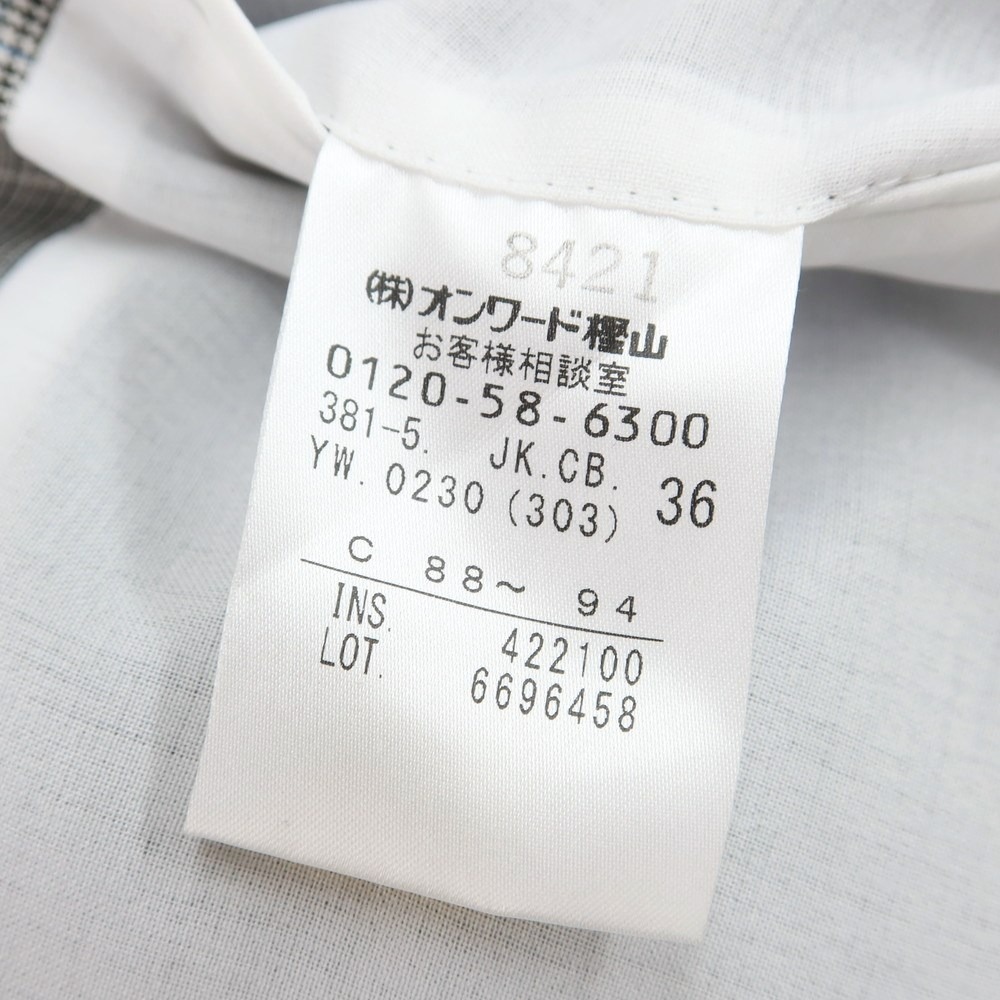 8421
(株)オンワード樫山
お客様相談室
0120-58-6300
381-5. JK.CB. 36
YW. 0230 (303)
C 88～ 94
INS. 422100
LOT. 6696458